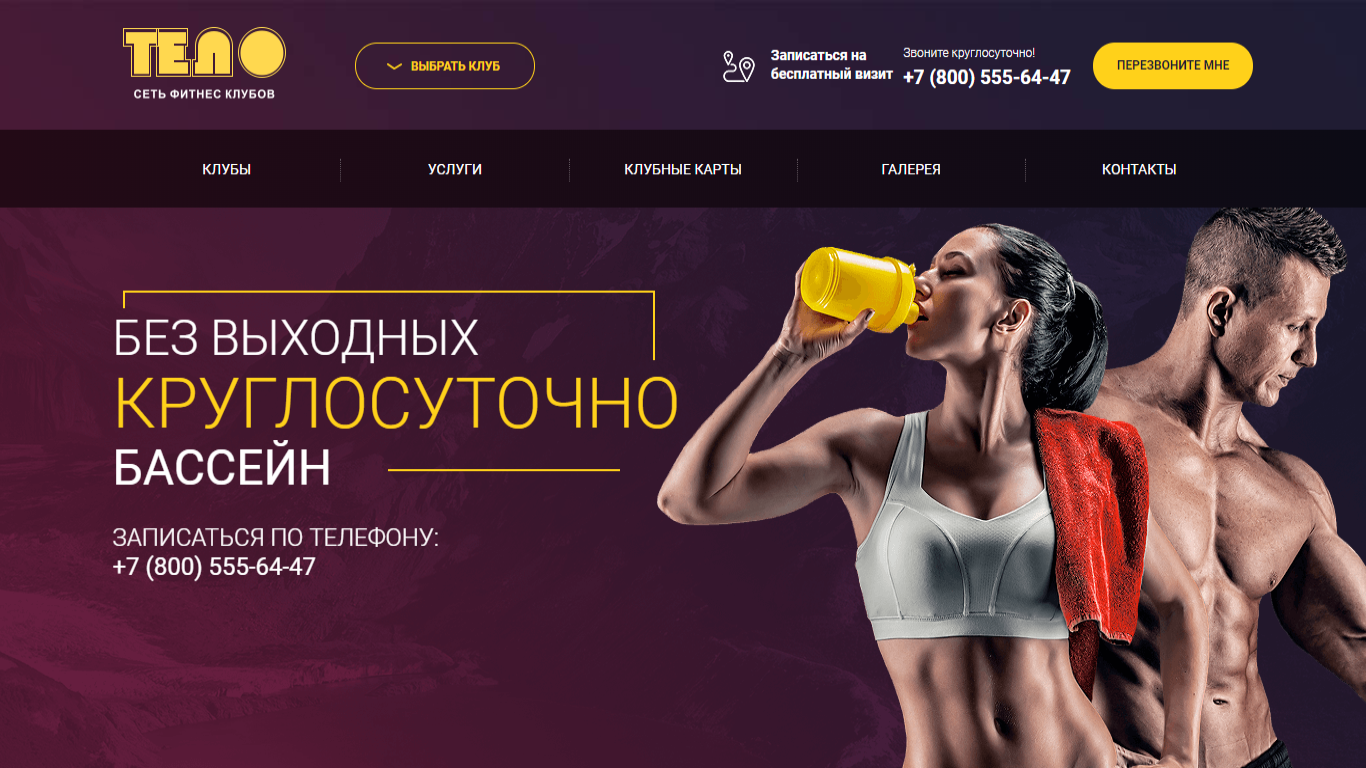 ТЕЛО
СЕТЬ ФИТНЕС КЛУБОВ
ВЫБРАТЬ КЛУБ
Записаться на
бесплатный визит
Звоните круглосуточно!
+7 (800) 555-64-47
ПЕРЕЗВОНИТЕ МНЕ
КЛУБЫ
УСЛУГИ
КЛУБНЫЕ КАРТЫ
ГАЛЕРЕЯ
КОНТАКТЫ
БЕЗ ВЫХОДНЫХ
КРУГЛОСУТОЧНО
БАССЕЙН
ЗАПИСАТЬСЯ ПО ТЕЛЕФОНУ:
+7 (800) 555-64-47